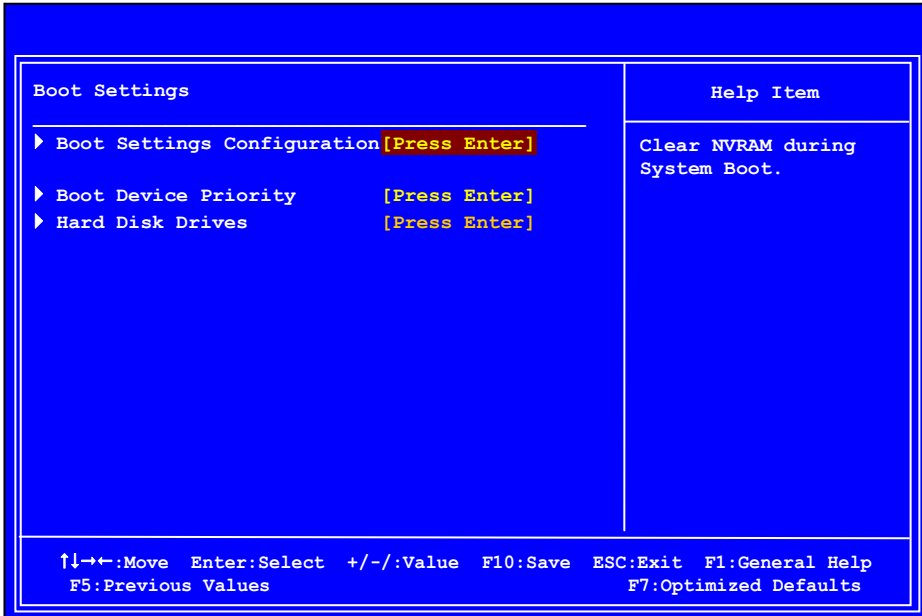 Boot Settings
Help Item
▶ Boot Settings Configuration [Press Enter]
Clear NVRAM during
System Boot.
▶ Boot Device Priority [Press Enter]
▶ Hard Disk Drives [Press Enter]
↑↓→←:Move Enter:Select +/-/:Value F10:Save ESC:Exit F1:General Help
F5:Previous Values F7:Optimized Defaults